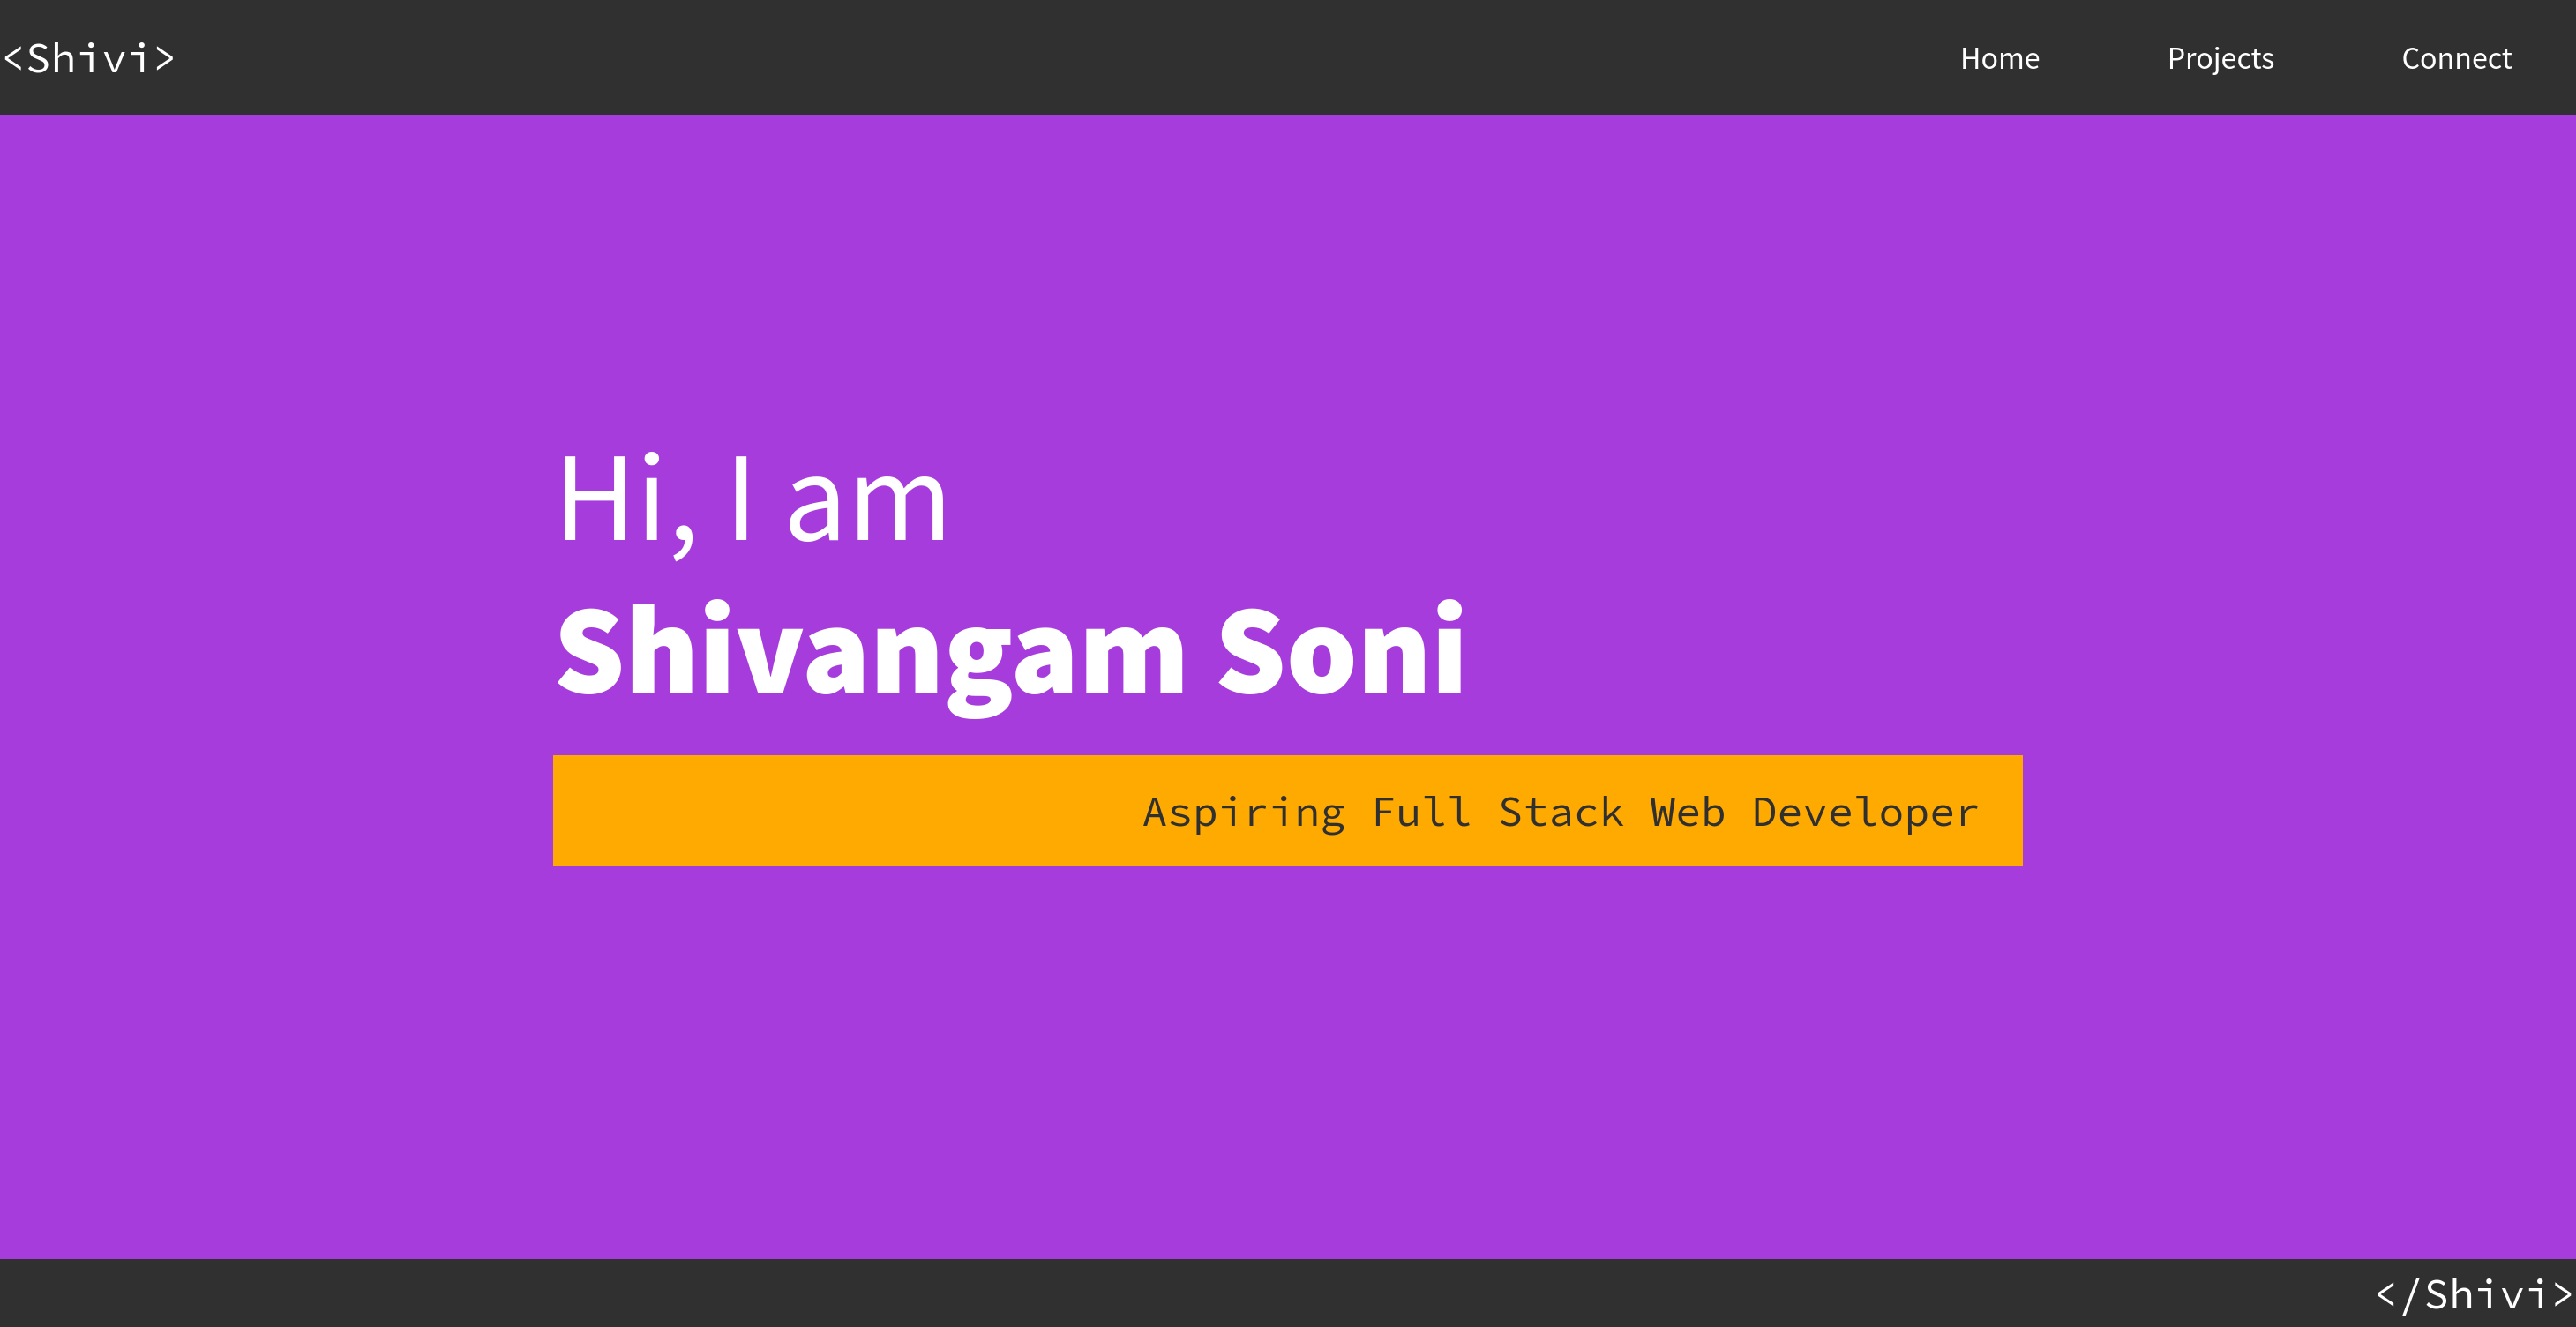 <Shivi>
Home Projects Connect
Hi, I am
Shivangam Soni
Aspiring Full Stack Web Developer
</Shivi>